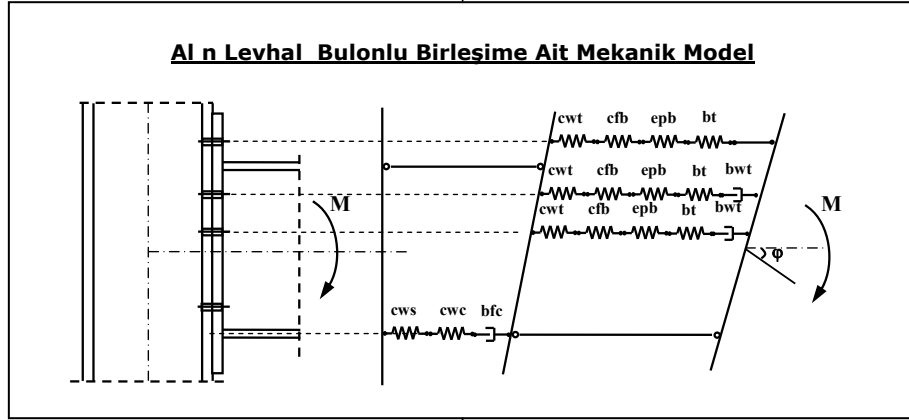 Al n Levhal  Bulonlu Birleşime Ait Mekanik Model
cwt cfb epb bt
cwt cfb epb bt bwt
M
cwt cfb epb bt bwt
M
φ
cws cwc bfc